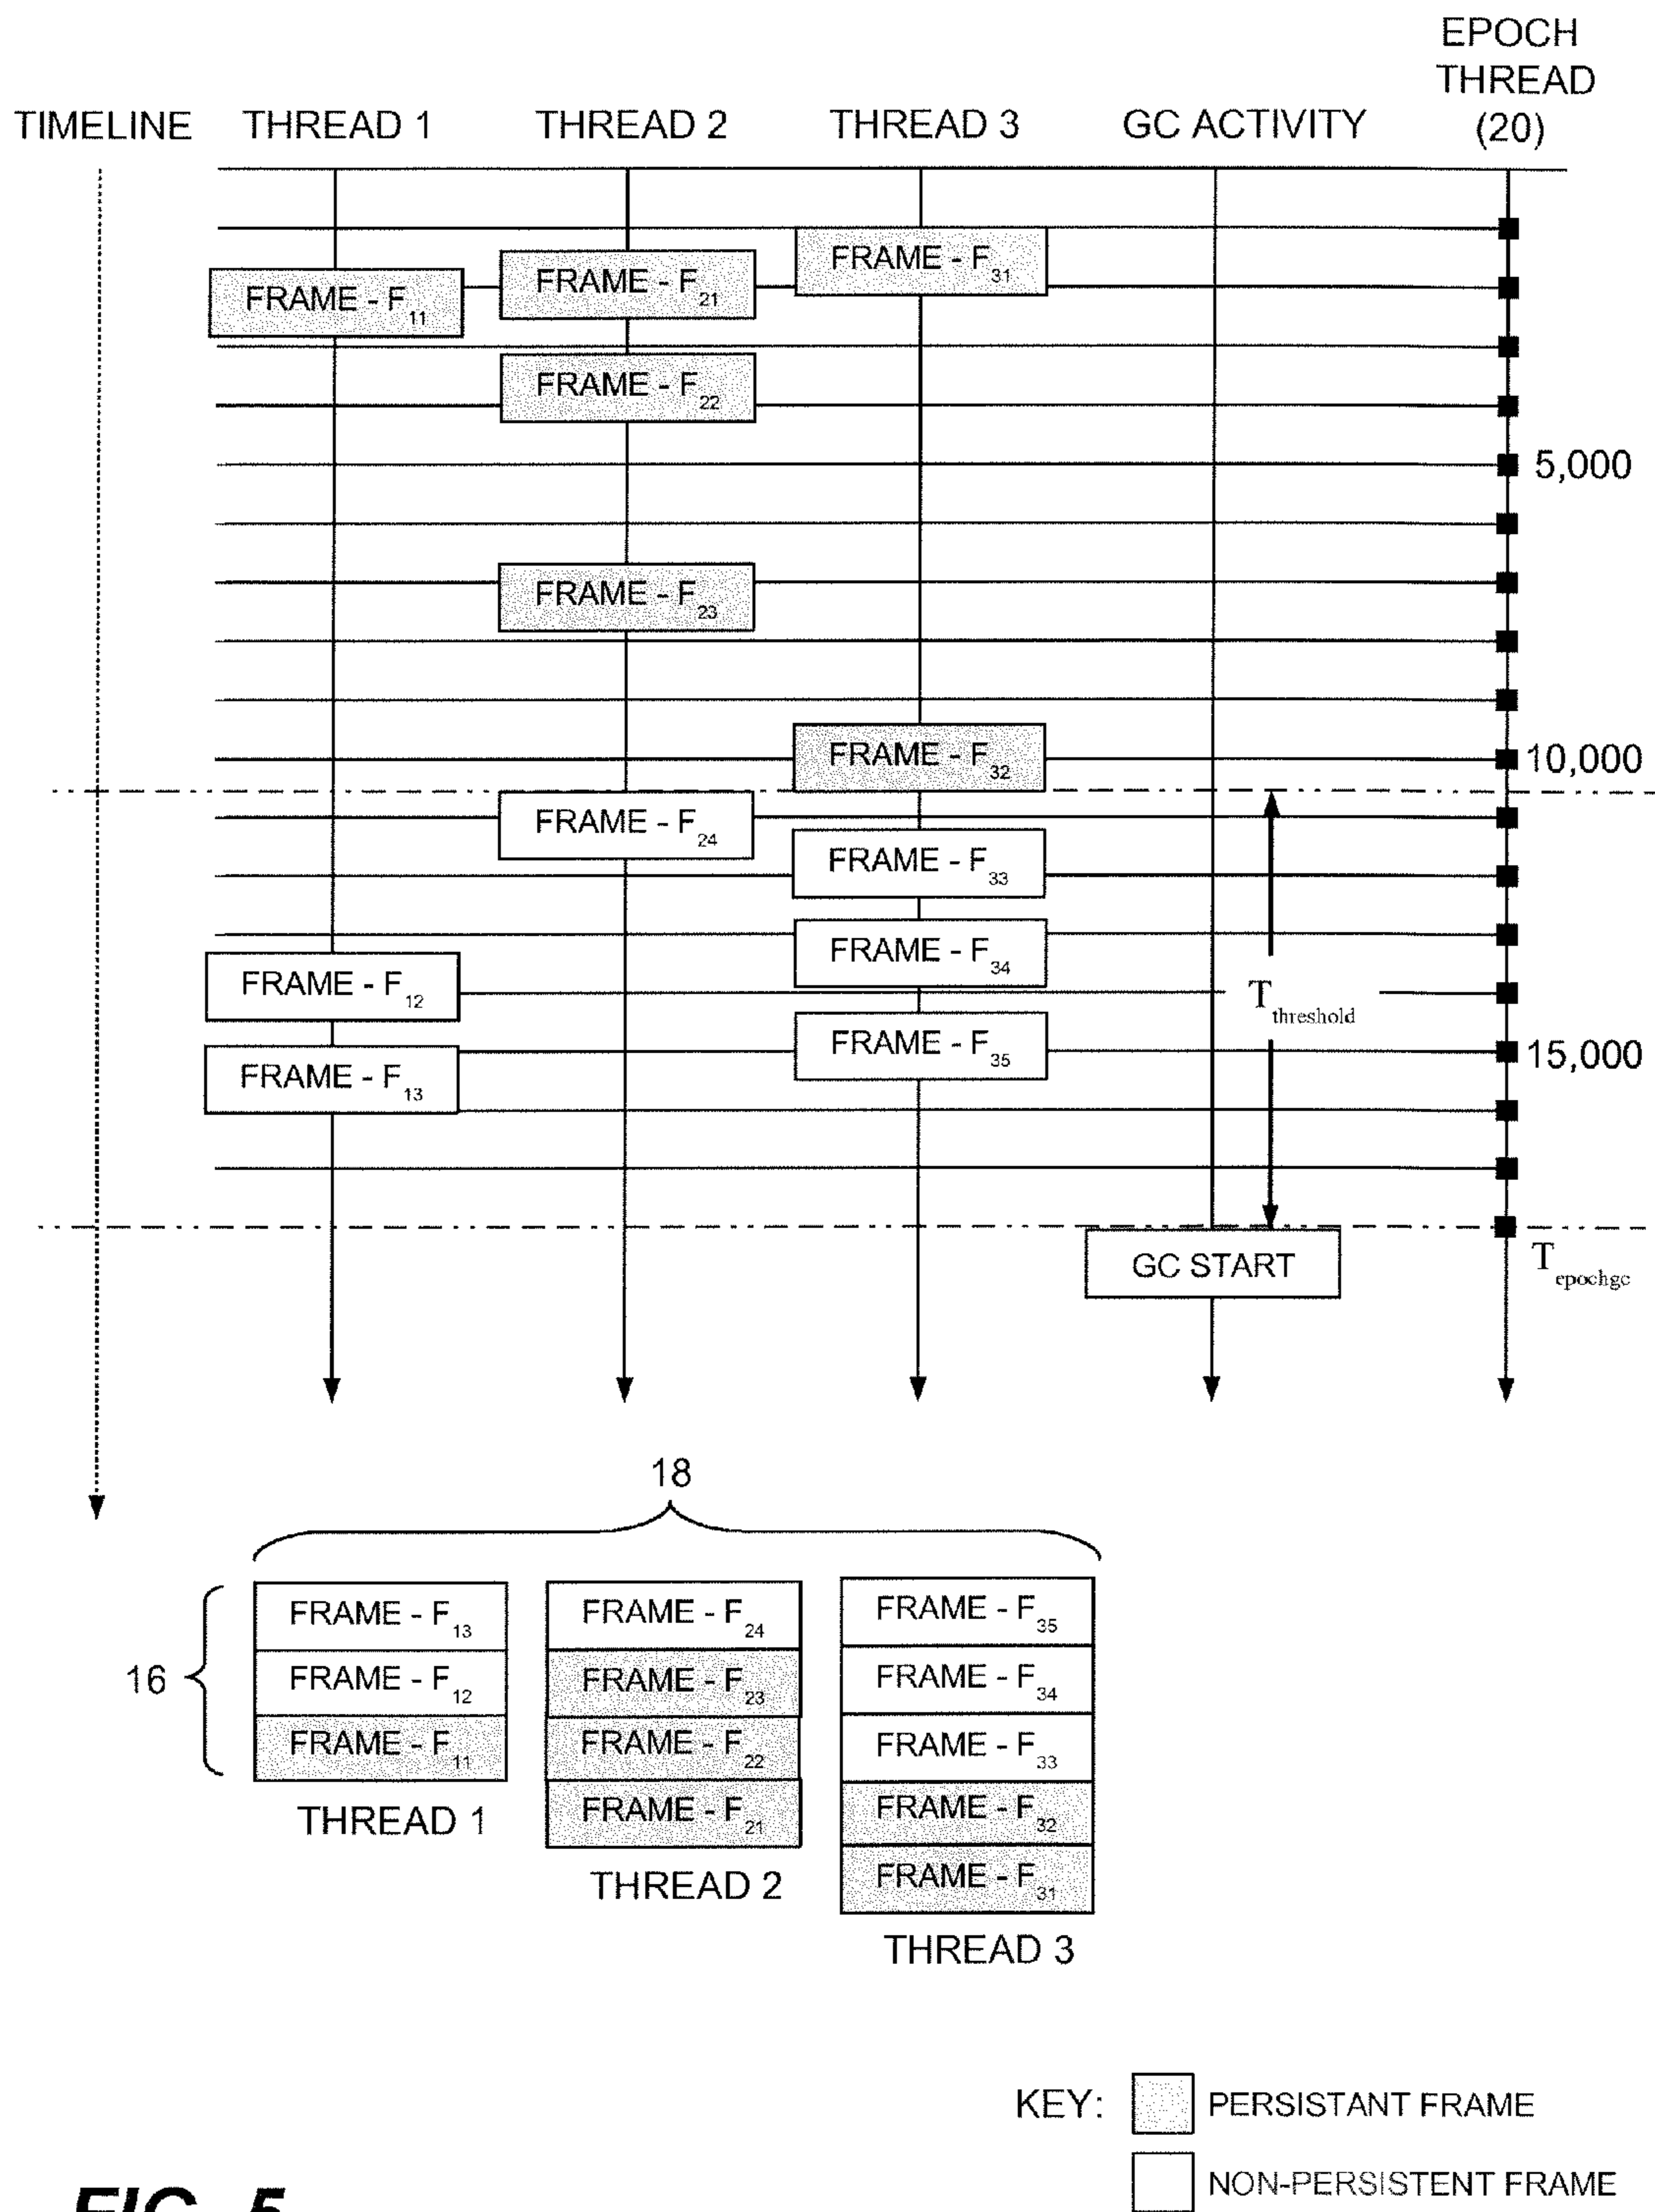 EPOCH
THREAD
(20)
TIMELINE THREAD 1 THREAD 2 THREAD 3 GC ACTIVITY
FRAME - F31
FRAME - F21
FRAME - F11
FRAME - F22
5,000
FRAME - F23
FRAME - F32
10,000
FRAME - F24
FRAME - F33
FRAME - F34
FRAME - F12
Tthreshold
FRAME - F35
15,000
FRAME - F13
GC START
Tepochgc
18
16
FRAME - F13
FRAME - F12
FRAME - F11
THREAD 1
FRAME - F24
FRAME - F23
FRAME - F22
FRAME - F21
THREAD 2
FRAME - F35
FRAME - F34
FRAME - F33
FRAME - F32
FRAME - F31
THREAD 3
KEY:
PERSISTANT FRAME
NON-PERSISTENT FRAME
FIG. 5